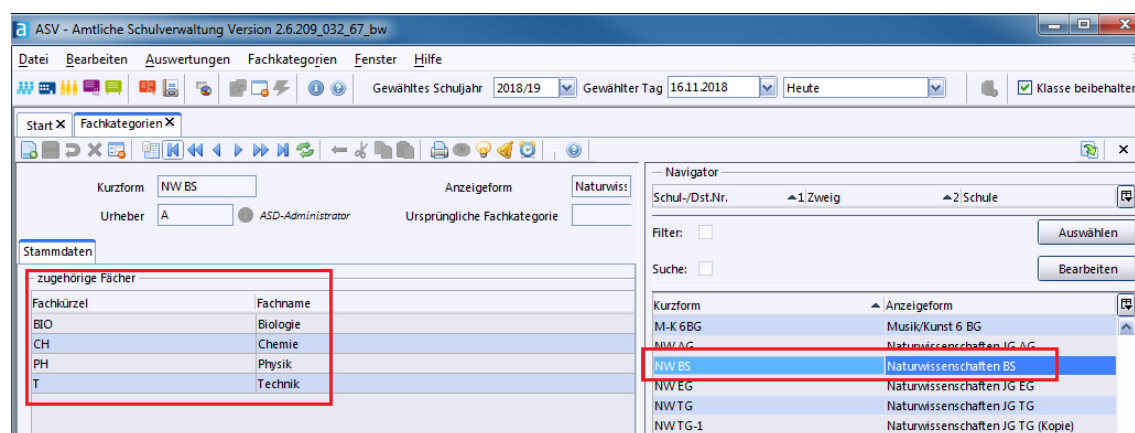 a ASV - Amtliche Schulverwaltung Version 2.6.209_032_67_bw
Datei Bearbeiten Auswertungen Fachkategorien Fenster Hilfe
Gewähltes Schuljahr 2018/19 Gewählter Tag 16.11.2018 Heute Klasse beibehalten
Start X Fachkategorien X
Kurzform NW BS Anzeigeform Naturwiss
Urheber A ASD-Administrator Ursprüngliche Fachkategorie
Stammdaten
zugehörige Fächer
Fachkürzel Fachname
BIO Biologie
CH Chemie
PH Physik
T Technik
Navigator
Schul-/Dst.Nr. 1 Zweig 2 Schule
Filter: Auswählen
Suche: Bearbeiten
Kurzform Anzeigeform
M-K 6BG Musik/Kunst 6 BG
NW AG Naturwissenschaften JG AG
NW BS Naturwissenschaften BS
NW EG Naturwissenschaften JG EG
NW TG Naturwissenschaften JG TG
NW TG-1 Naturwissenschaften JG TG (Kopie)